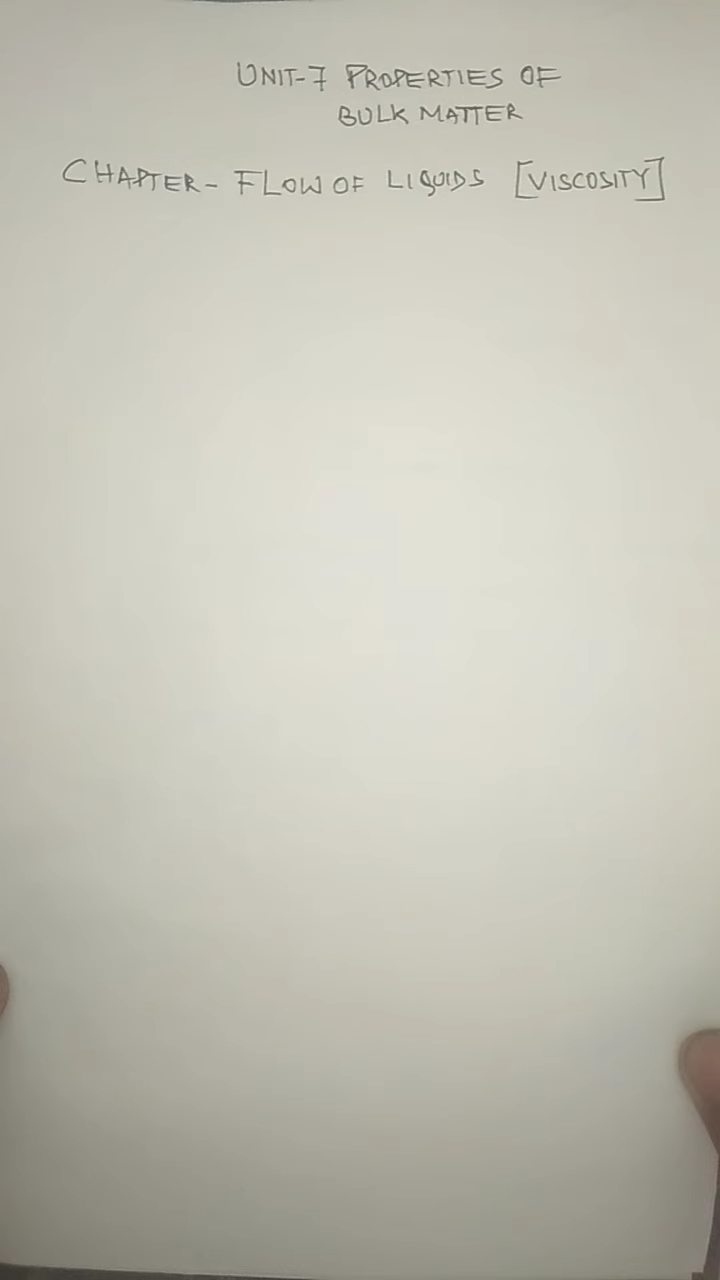 UNIT-7 PROPERTIES OF
BULK MATTER
CHAPTER- FLOW OF LIQUIDS [VISCOSITY]